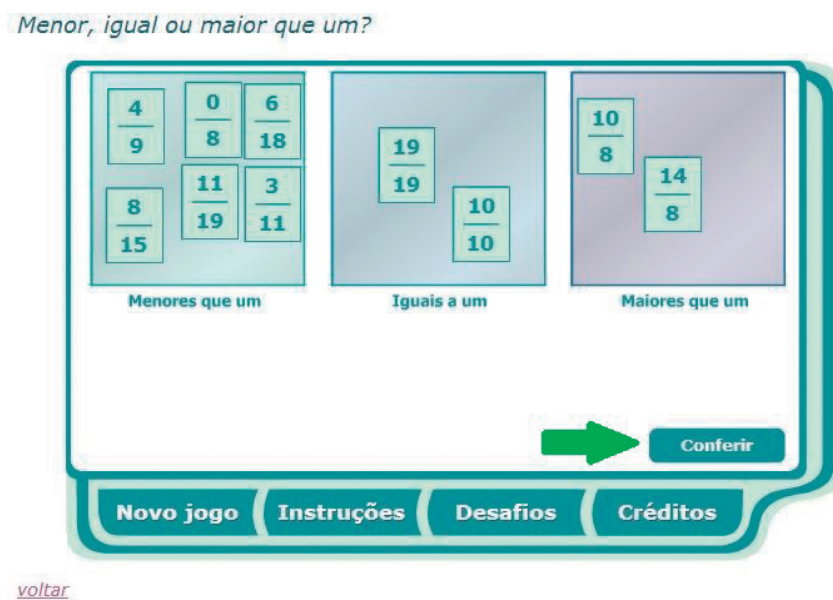 Menor, igual ou maior que um?
4/9 0/8 6/18
8/15 11/19 3/11
19/19
10/10
10/8
14/8
Menores que um
Iguais a um
Maiores que um
Conferir
Novo jogo
Instruções
Desafios
Créditos
voltar